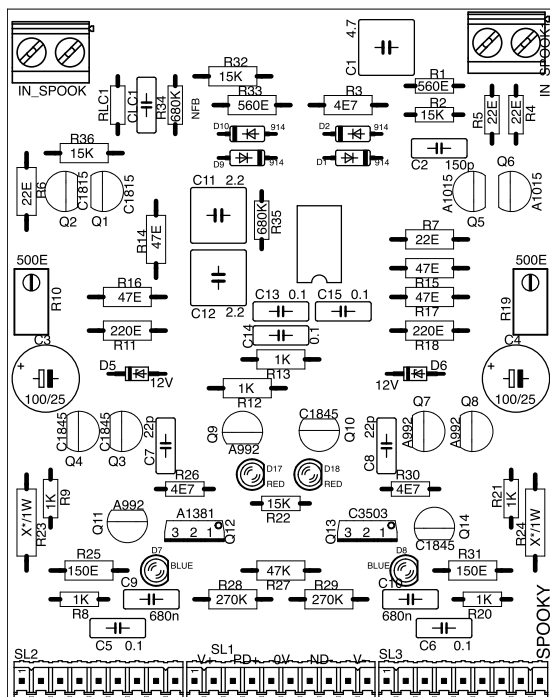 4.7
C1
IN_SPOOK
IN_SPOOK1
RLC1
CLC1
R34
680K
NFB
R32
15K
R33
560E
R3
4E7
R1
560E
R2
15K
R5
22E
R4
22E
D10
914
D2
914
D9
914
D1
914
C2
150p
R36
15K
R6
22E
C1815
Q2
C1815
Q1
Q6
A1015
Q5
A1015
C11
2.2
680K
R35
R14
47E
R7
22E
47E
R15
C12
2.2
500E
R10
R16
47E
47E
R17
500E
R19
C13
0.1
C15
0.1
C14
0.1
220E
R11
220E
R18
C3
100/25
C4
100/25
1K
R13
D5
12V
D6
12V
1K
R12
C1845
Q4
C1845
Q3
22p
C7
Q9
A992
C1845
Q10
22p
C8
Q7
A992
Q8
A992
D17
RED
D18
RED
R26
4E7
R30
4E7
15K
R22
X*/1W
R23
1K
R9
A992
Q11
A1381
3 2 1
Q12
C3503
3 2 1
Q13
Q14
C1845
R21
1K
R24
X*/1W
R25
150E
D7
BLUE
47K
R27
D8
BLUE
R31
150E
1K
R8
C9
680n
R28
270K
R29
270K
C10
680n
1K
R20
C5
0.1
C6
0.1
SPOOKY
SL2
SL1
V+
PD+
0V
ND-
V-
SL3
1
1
1